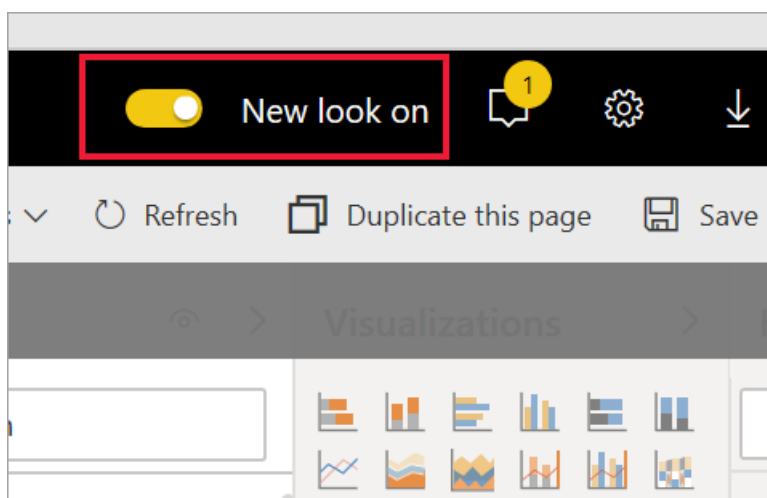 New look on
1
Refresh
Duplicate this page
Save
Visualizations